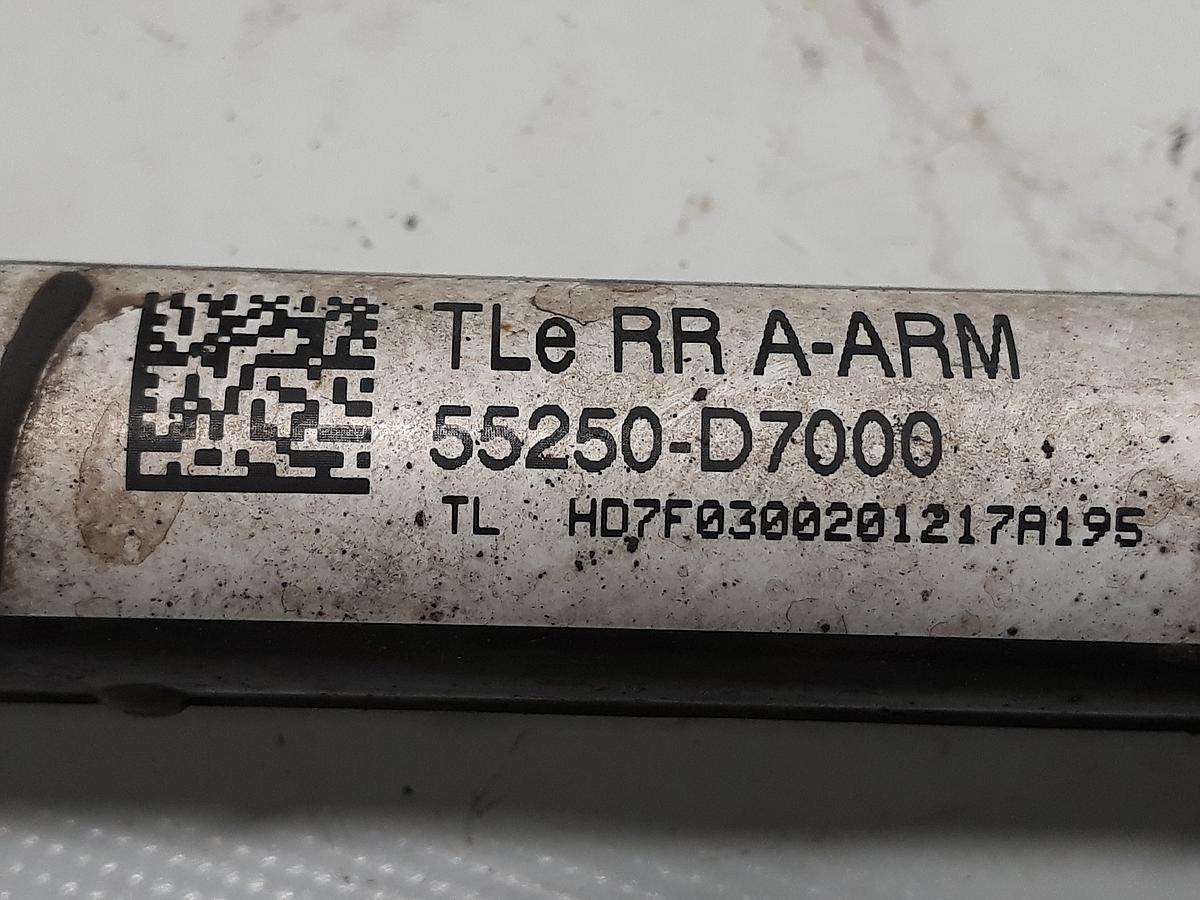 TLe RR A-ARM
55250-D7000
TL HD7F0300201217A195